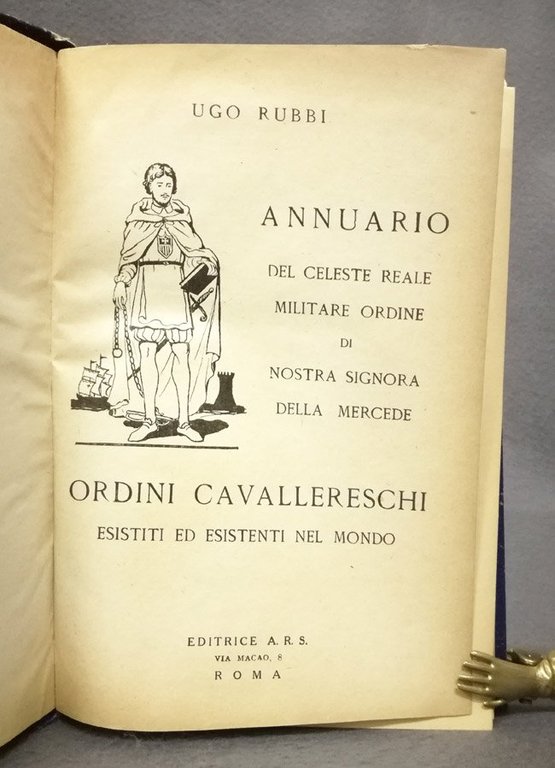 UGO RUBBI
ANNUARIO
DEL CELESTE REALE
MILITARE ORDINE
DI
NOSTRA SIGNORA
DELLA MERCEDE
ORDINI CAVALLERESCHI
ESISTITI ED ESISTENTI NEL MONDO
EDITRICE A. R. S.
VIA MACAO, 8
ROMA